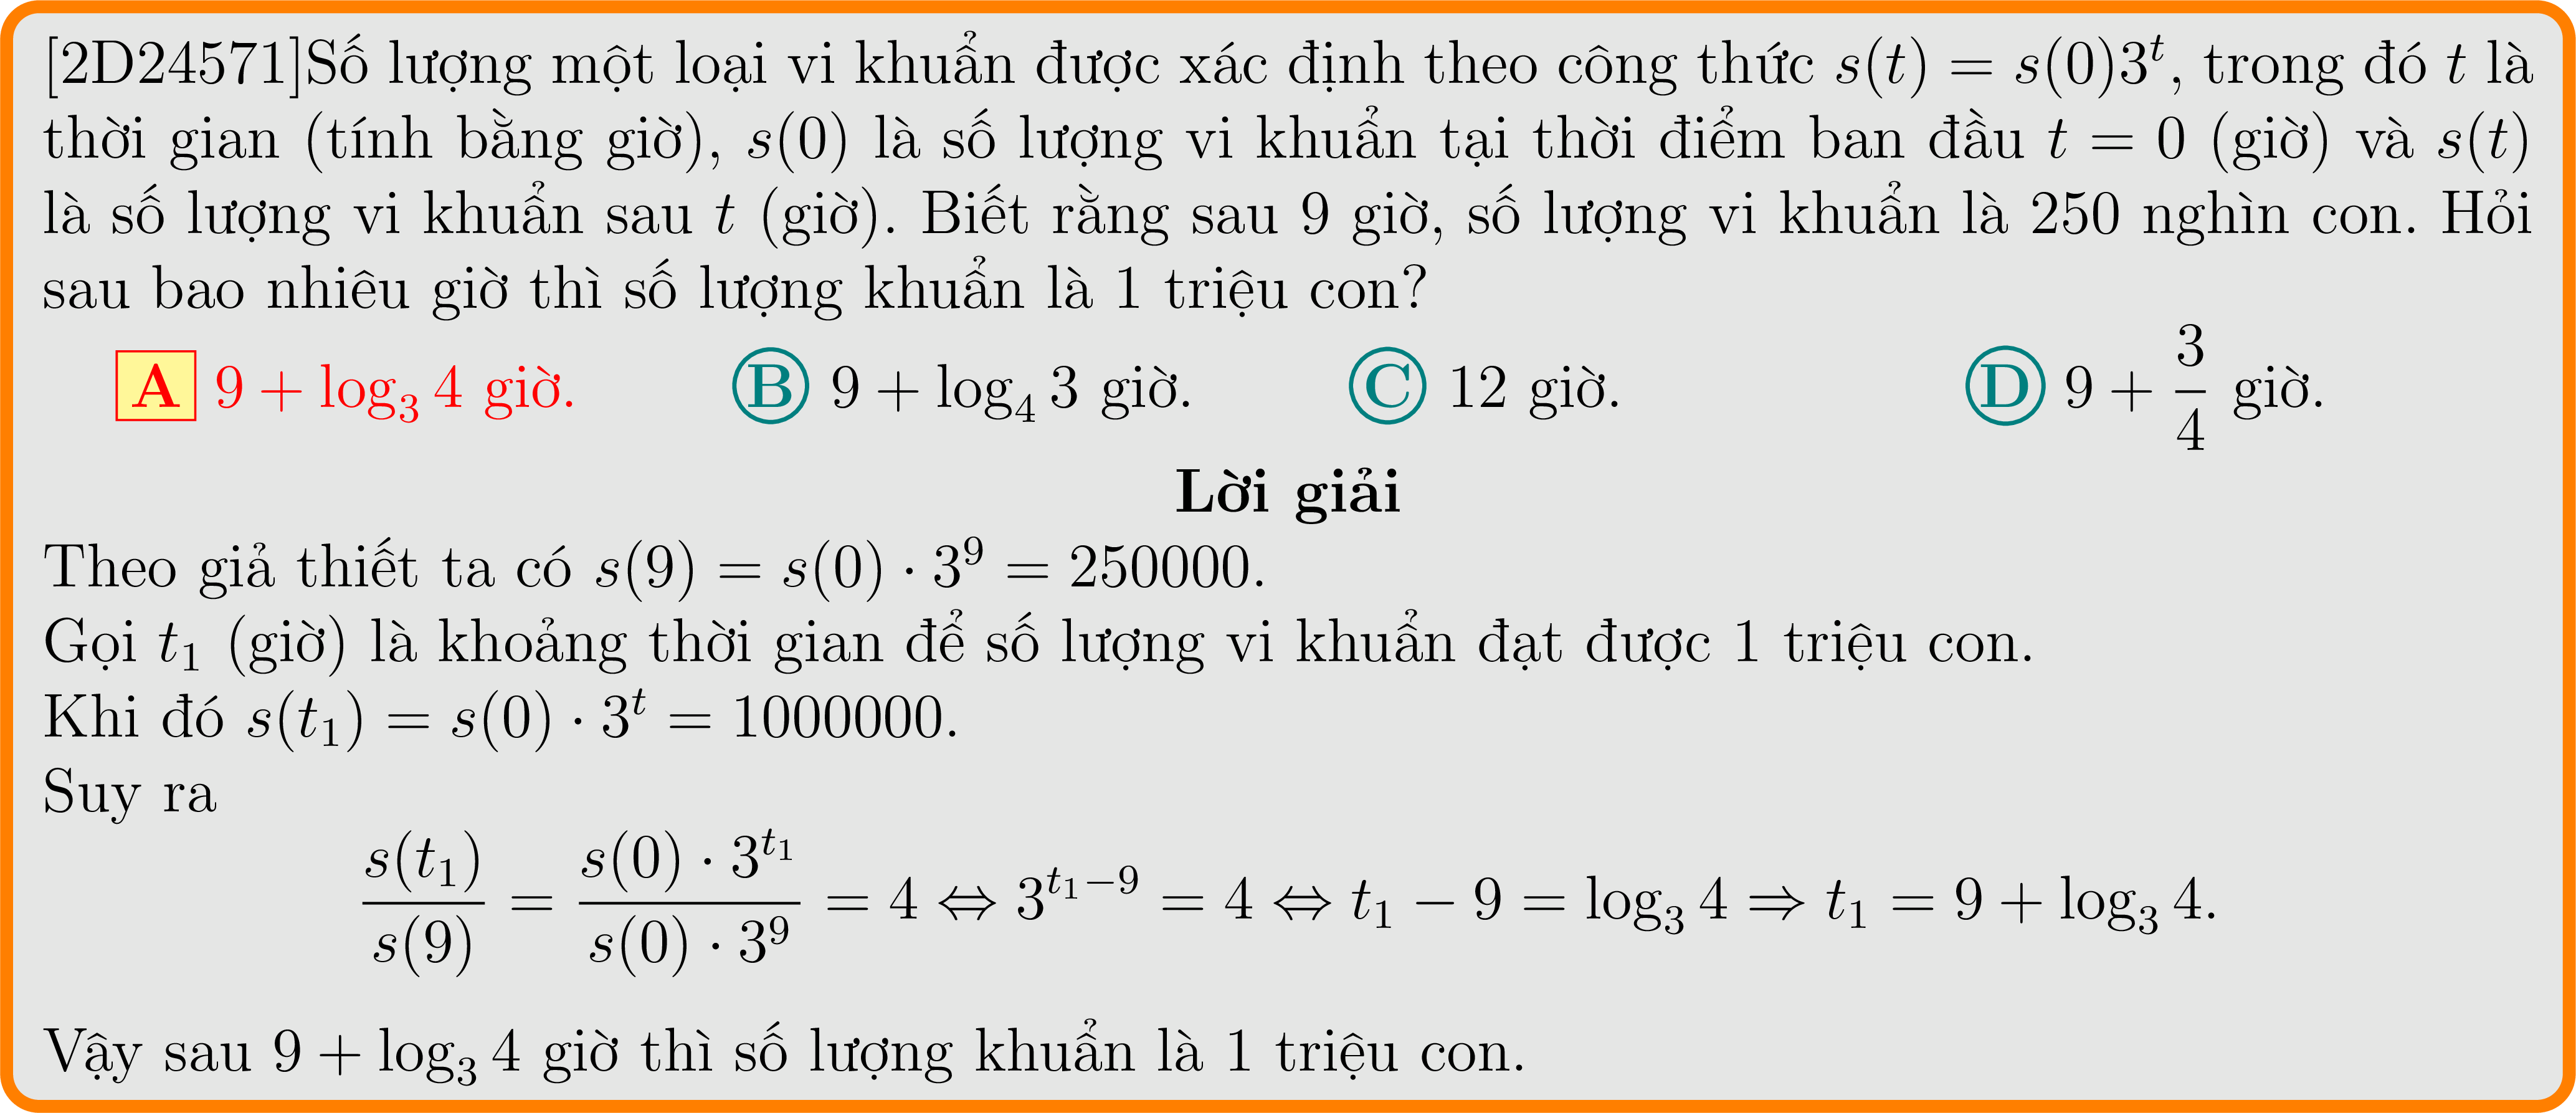 [2D24571]Số lượng một loại vi khuẩn được xác định theo công thức s(t) = s(0)3^t, trong đó t là
thời gian (tính bằng giờ), s(0) là số lượng vi khuẩn tại thời điểm ban đầu t = 0 (giờ) và s(t)
là số lượng vi khuẩn sau t (giờ). Biết rằng sau 9 giờ, số lượng vi khuẩn là 250 nghìn con. Hỏi
sau bao nhiêu giờ thì số lượng khuẩn là 1 triệu con?
A 9 + log_3 4 giờ. B 9 + log_4 3 giờ. C 12 giờ. D 9 + \frac{3}{4} giờ.
Lời giải
Theo giả thiết ta có s(9) = s(0) · 3^9 = 250000.
Gọi t_1 (giờ) là khoảng thời gian để số lượng vi khuẩn đạt được 1 triệu con.
Khi đó s(t_1) = s(0) · 3^t = 1000000.
Suy ra
\frac{s(t_1)}{s(9)} = \frac{s(0) · 3^{t_1}}{s(0) · 3^9} = 4 ⇔ 3^{t_1−9} = 4 ⇔ t_1 − 9 = log_3 4 ⇒ t_1 = 9 + log_3 4.
Vậy sau 9 + log_3 4 giờ thì số lượng khuẩn là 1 triệu con.